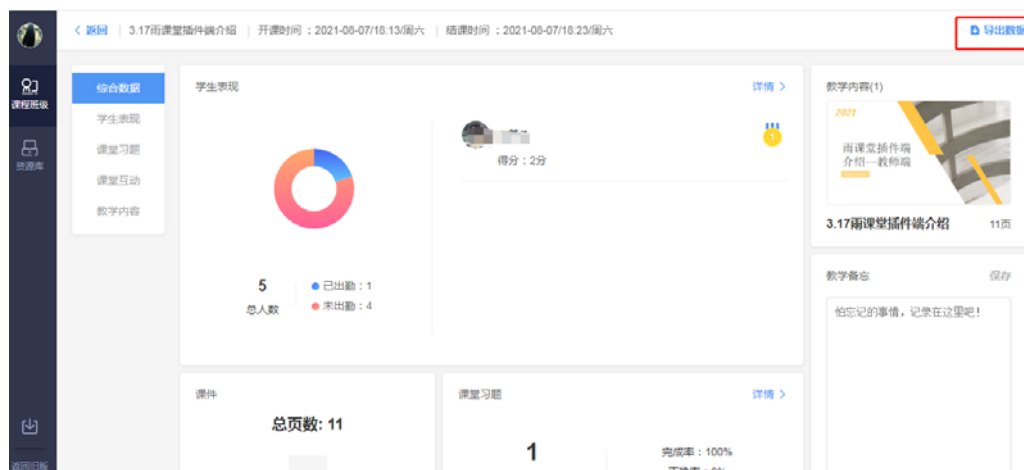 返回 | 3.17雨课堂插件端介绍 | 开课时间 ：2021-08-07/18:13/周六 | 结课时间 ：2021-08-07/18:23/周六
导出数据
课程班级
资源库
返回旧版
综合数据
学生表现
课堂习题
课堂互动
教学内容
学生表现
详情
得分：2分
1
5
总人数
已出勤：1
未出勤：4
课件
总页数: 11
课堂习题
详情
1
完成率：100%
正确率：0%
教学内容(1)
2021
雨课堂插件端
介绍—教师端
3.17雨课堂插件端介绍
11页
教学备忘
保存
怕忘记的事情，记录在这里吧！